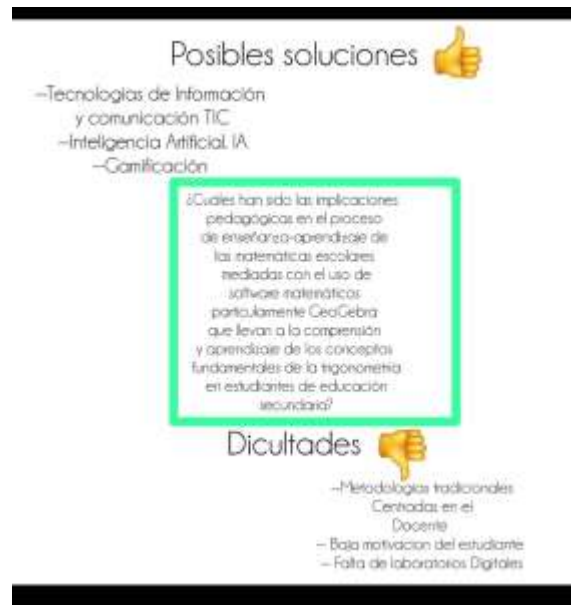 Posibles soluciones
-Tecnologías de Información
y comunicación TIC
-Inteligencia Artificial IA
-Gamificación
¿Cuáles han sido las implicaciones
pedagógicas en el proceso
de enseñanza-aprendizaje de
las matemáticas escolares
mediadas con el uso de
software matemáticos
particularmente GeoGebra
que llevan a la comprensión
y aprendizaje de los conceptos
fundamentales de la trigonometría
en estudiantes de educación
secundaria?
Dicultades
-Metodologías tradicionales
Centradas en el
Docente
- Baja motivacion del estudiante
- Falta de laboratorios Digitales